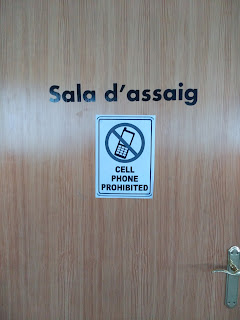 Sala d'assaig
CELL
PHONE
PROHIBITED